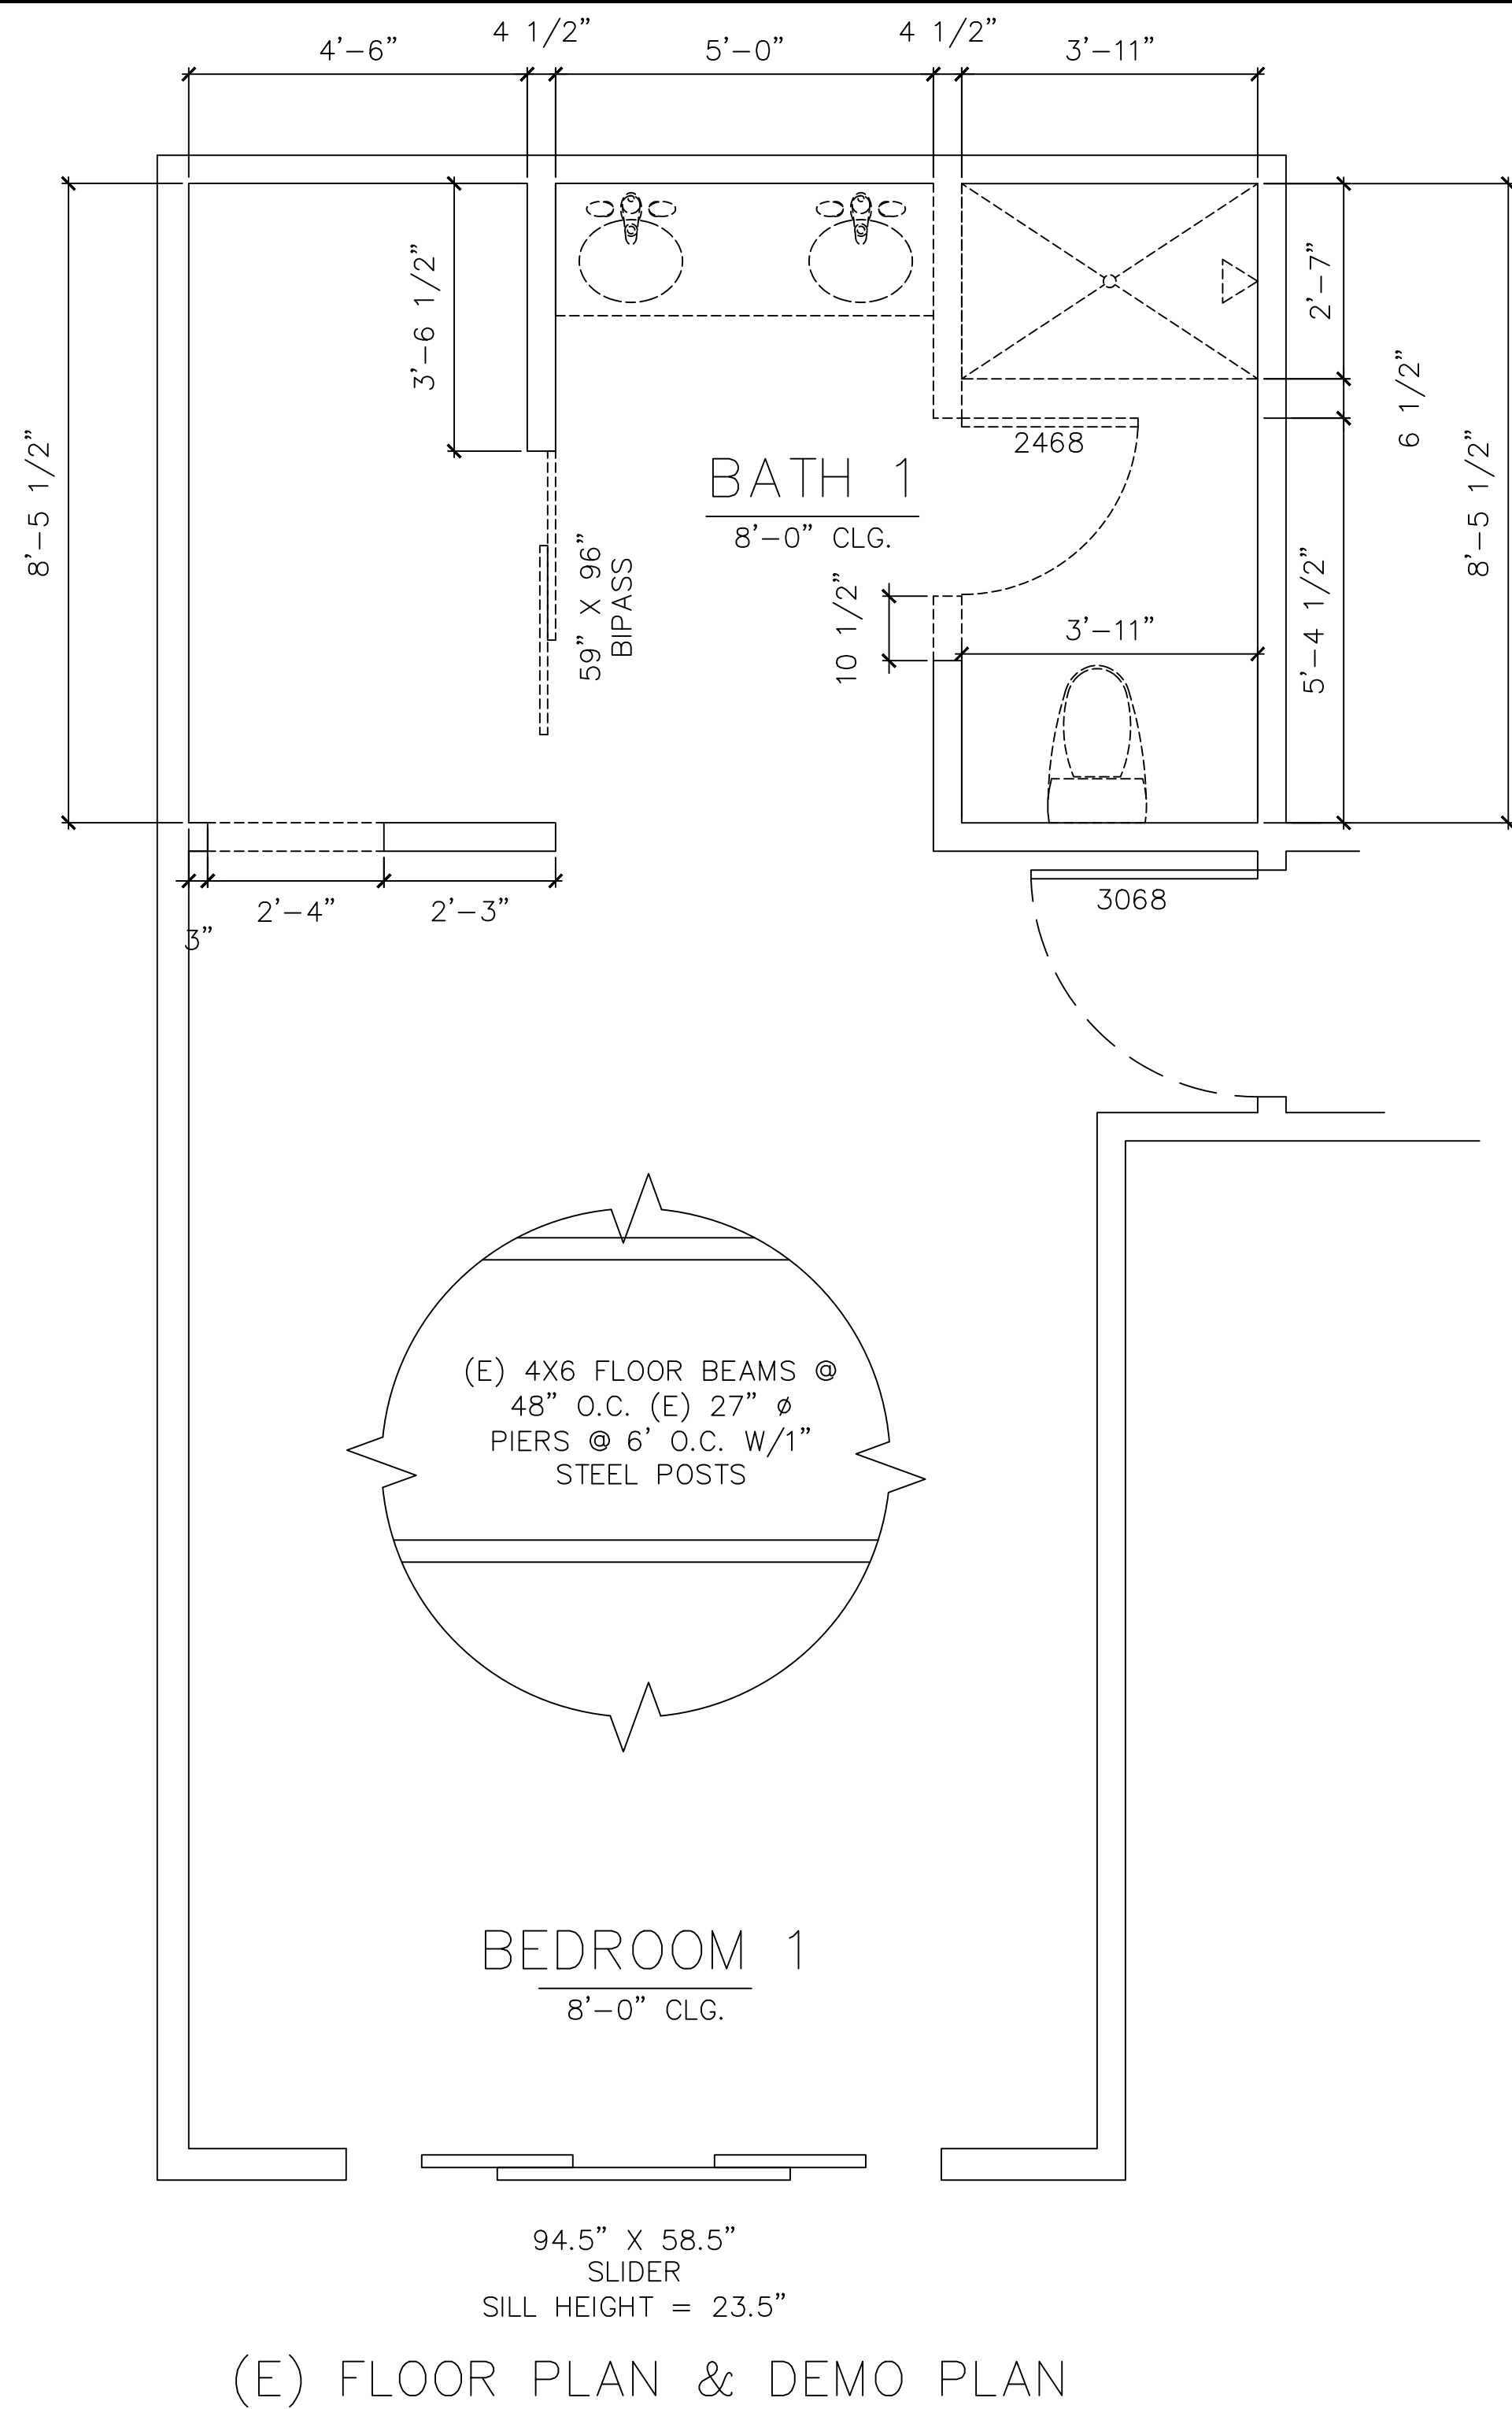 4'-6"
4 1/2"
5'-0"
4 1/2"
3'-11"
8'-5 1/2"
3'-6 1/2"
2'-7"
6 1/2"
8'-5 1/2"
2468
BATH 1
8'-0" CLG.
59" X 96"
BIPASS
10 1/2"
3'-11"
5'-4 1/2"
3"
2'-4"
2'-3"
3068
(E) 4X6 FLOOR BEAMS @
48" O.C. (E) 27" ø
PIERS @ 6' O.C. W/1"
STEEL POSTS
BEDROOM 1
8'-0" CLG.
94.5" X 58.5"
SLIDER
SILL HEIGHT = 23.5"
(E) FLOOR PLAN & DEMO PLAN